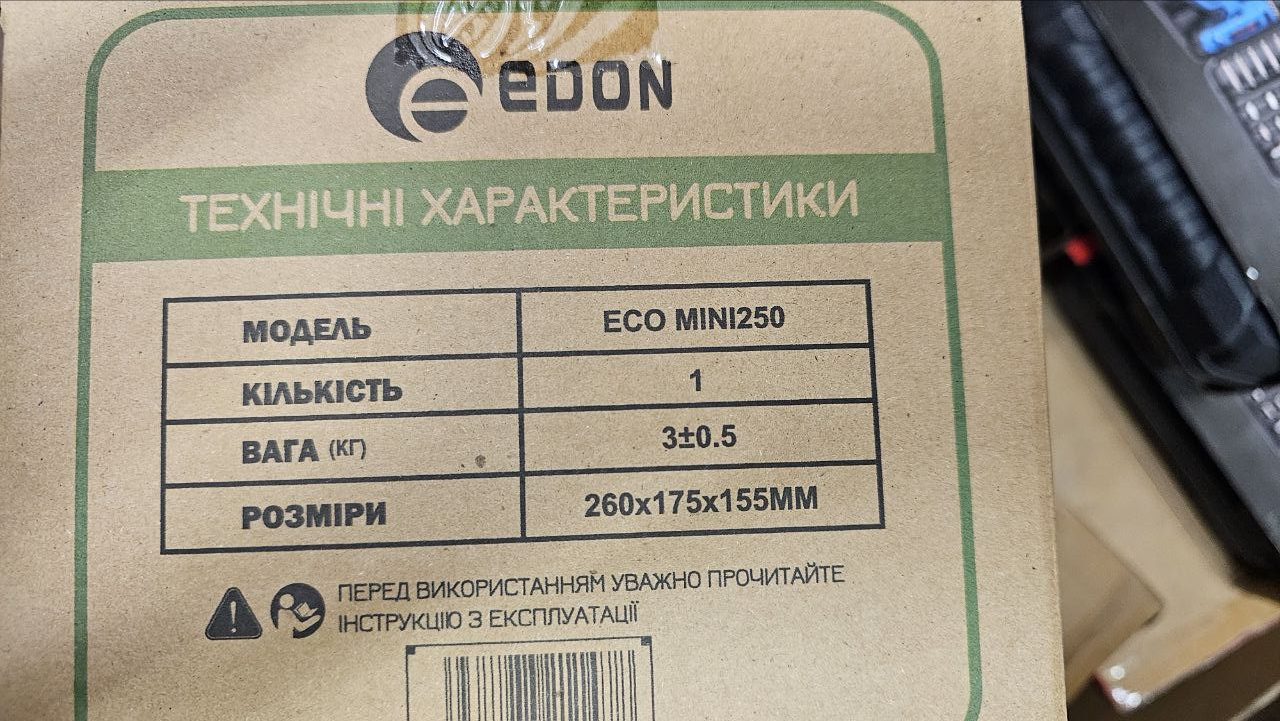 eDON
ТЕХНІЧНІ ХАРАКТЕРИСТИКИ
МОДЕЛЬ ECO MINI250
КІЛЬКІСТЬ 1
ВАГА (КГ) 3±0.5
РОЗМІРИ 260x175x155MM
ПЕРЕД ВИКОРИСТАННЯМ УВАЖНО ПРОЧИТАЙТЕ
ІНСТРУКЦІЮ З ЕКСПЛУАТАЦІЇ